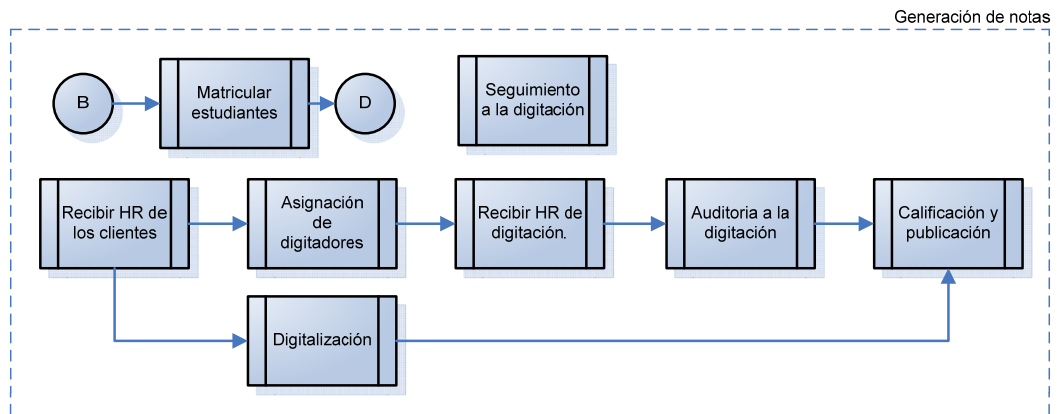 Generación de notas
B
Matricular
estudiantes
D
Seguimiento
a la digitación
Recibir HR de
los clientes
Asignación
de
digitadores
Recibir HR de
digitación.
Auditoria a la
digitación
Calificación y
publicación
Digitalización